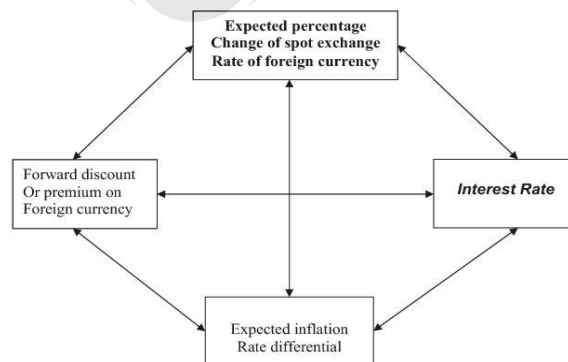 Expected percentage
Change of spot exchange
Rate of foreign currency
Forward discount
Or premium on
Foreign currency
Interest Rate
Expected inflation
Rate differential